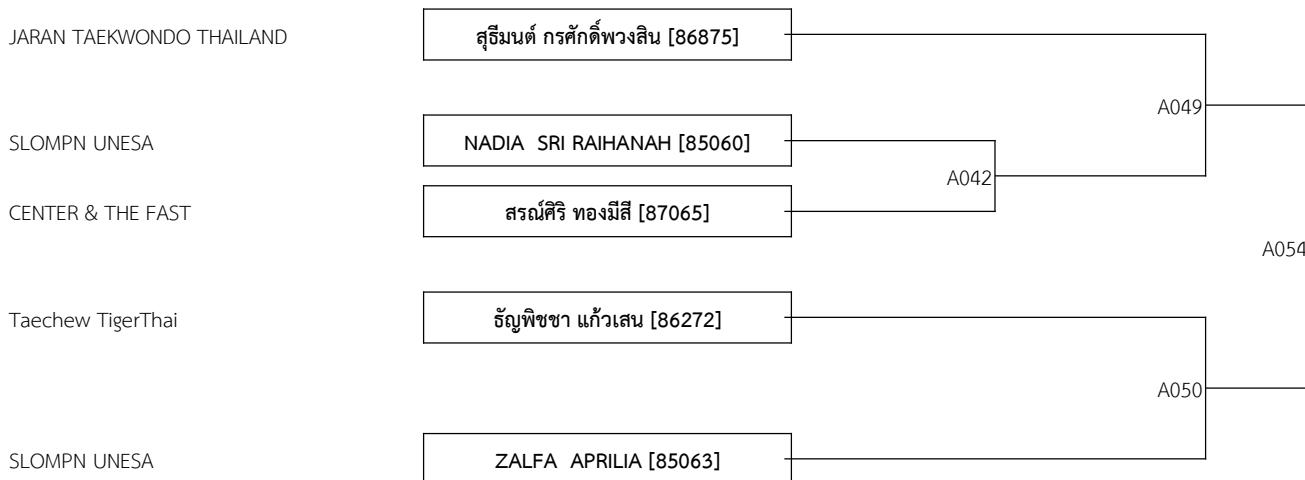 JARAN TAEKWONDO THAILAND สุธีมนต์ กรศักดิ์พวงสิน [86875]
A049
SLOMPN UNESA NADIA SRI RAIHANAH [85060]
A042
CENTER & THE FAST สรณ์ศิริ ทองมีสี [87065]
A054
Taechew TigerThai ธัญพิชชา แก้วเสน [86272]
A050
SLOMPN UNESA ZALFA APRILIA [85063]